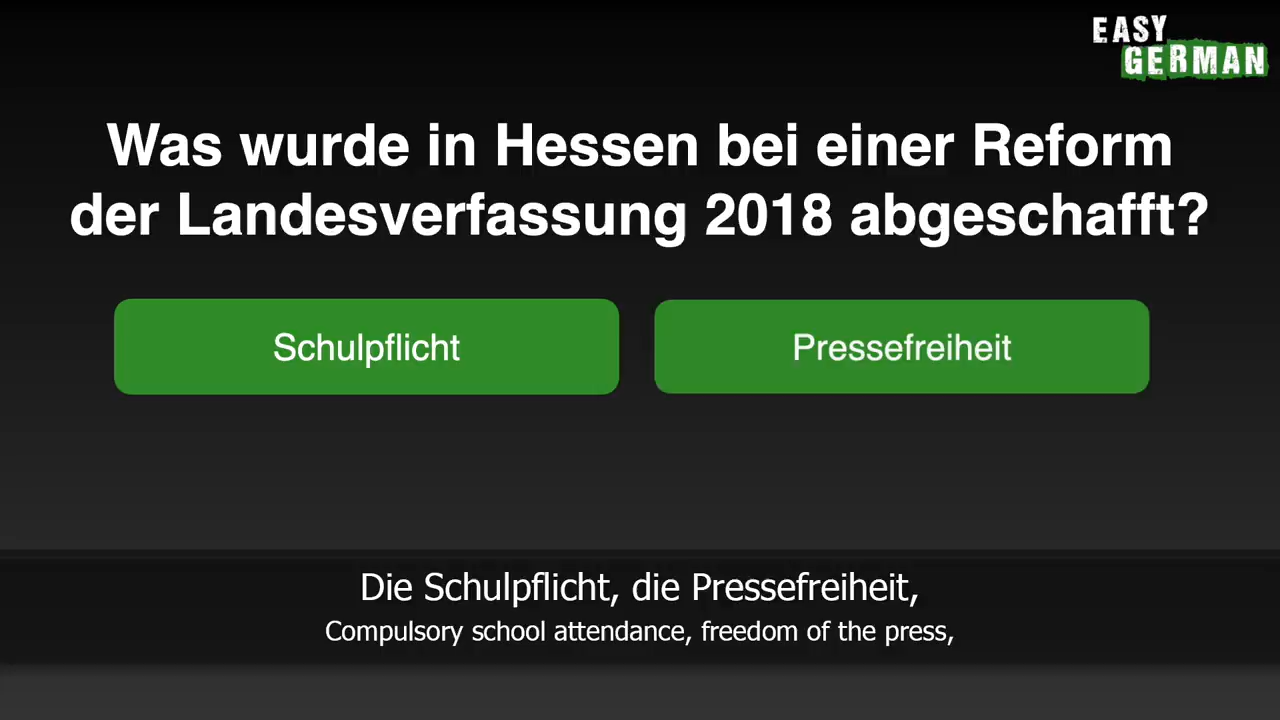 EASY
GERMAN
Was wurde in Hessen bei einer Reform
der Landesverfassung 2018 abgeschafft?
Schulpflicht
Pressefreiheit
Die Schulpflicht, die Pressefreiheit,
Compulsory school attendance, freedom of the press,